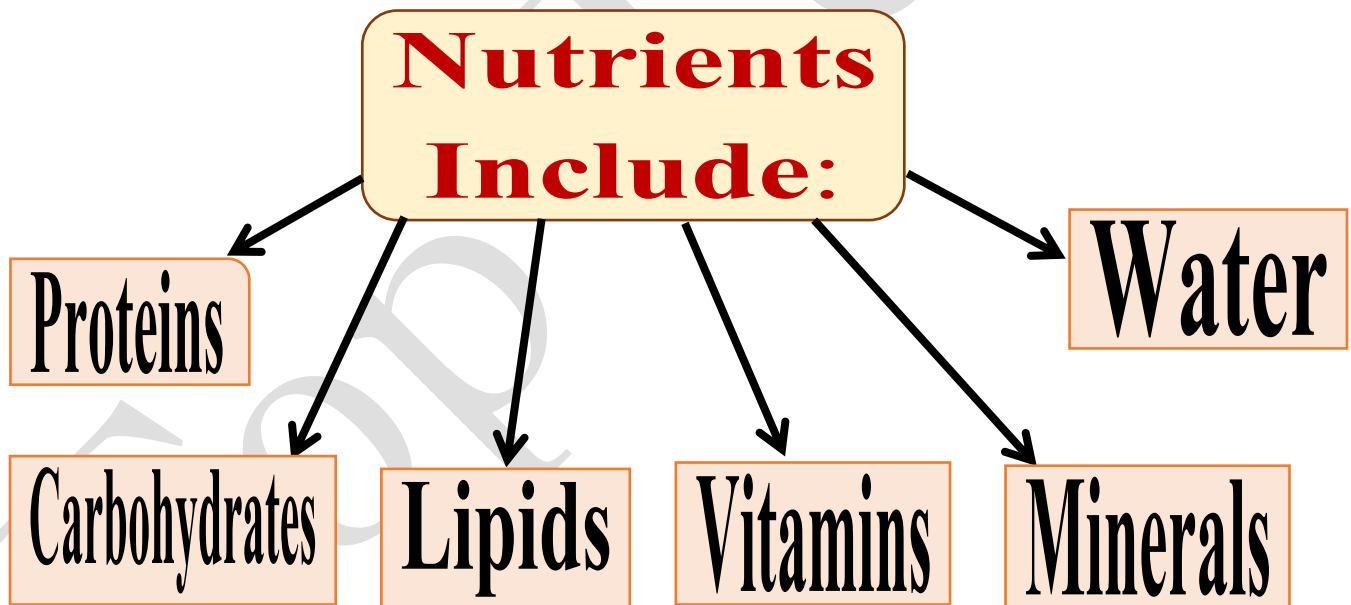 Nutrients
Include:
Proteins
Water
Carbohydrates
Lipids
Vitamins
Minerals